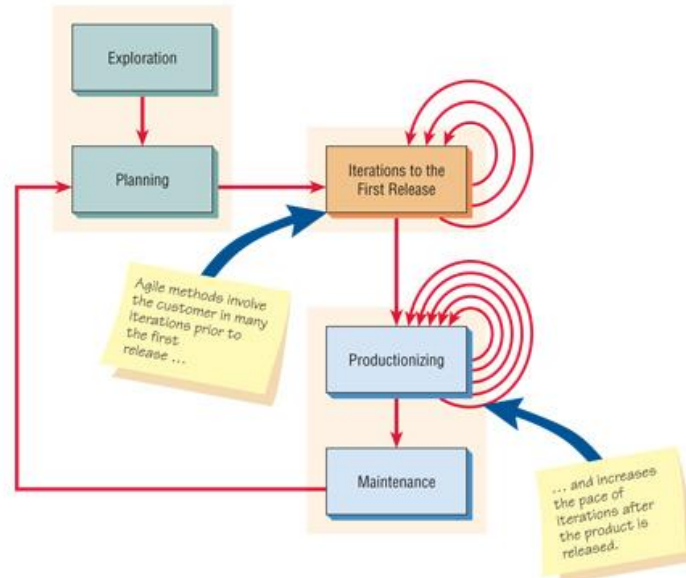 Exploration
Planning
Iterations to the
First Release
Agile methods involve
the customer in many
iterations prior to
the first
release ...
Productionizing
Maintenance
... and increases
the pace of
iterations after
the product is
released.